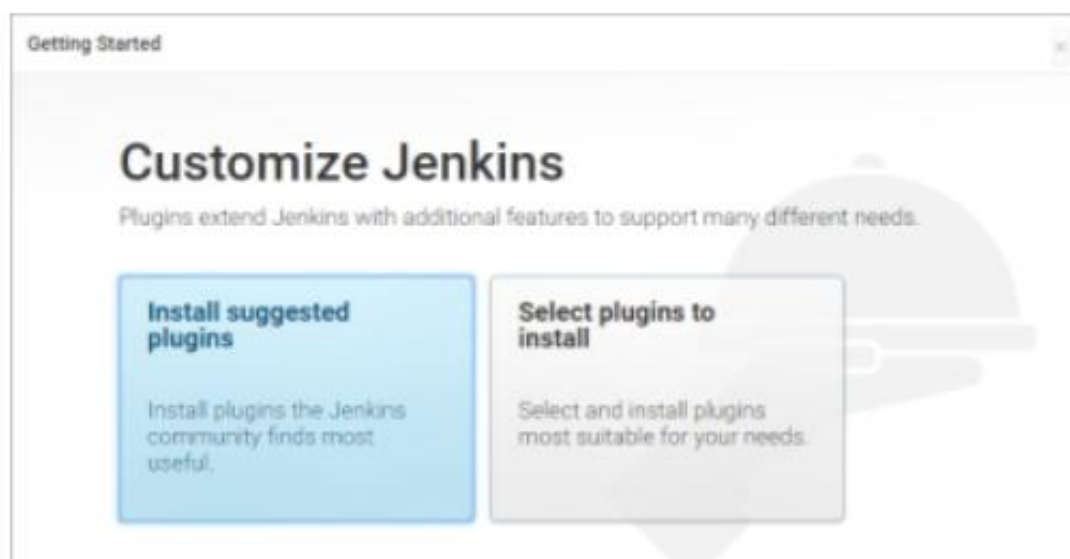 Getting Started
Customize Jenkins
Plugins extend Jenkins with additional features to support many different needs.
Install suggested
plugins
Install plugins the Jenkins
community finds most
useful.
Select plugins to
install
Select and install plugins
most suitable for your needs.